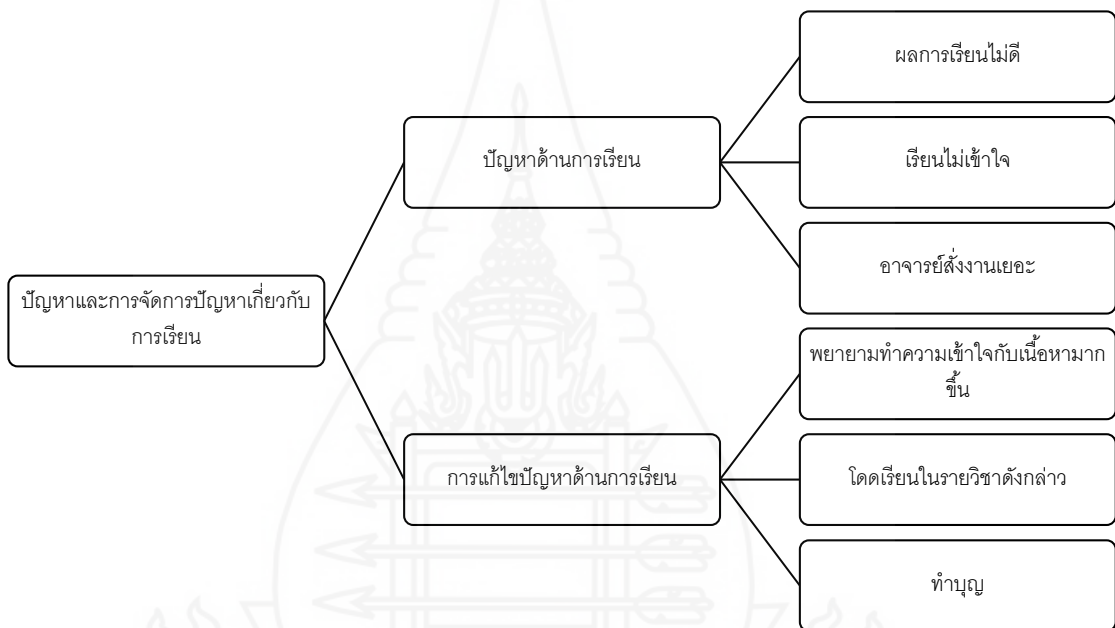 ผลการเรียนไม่ดี
ปัญหาด้านการเรียน
เรียนไม่เข้าใจ
อาจารย์สั่งงานเยอะ
ปัญหาและการจัดการปัญหาเกี่ยวกับ
การเรียน
พยายามทำความเข้าใจกับเนื้อหามาก
ขึ้น
การแก้ไขปัญหาด้านการเรียน
โดดเรียนในรายวิชาดังกล่าว
ทำบุญ